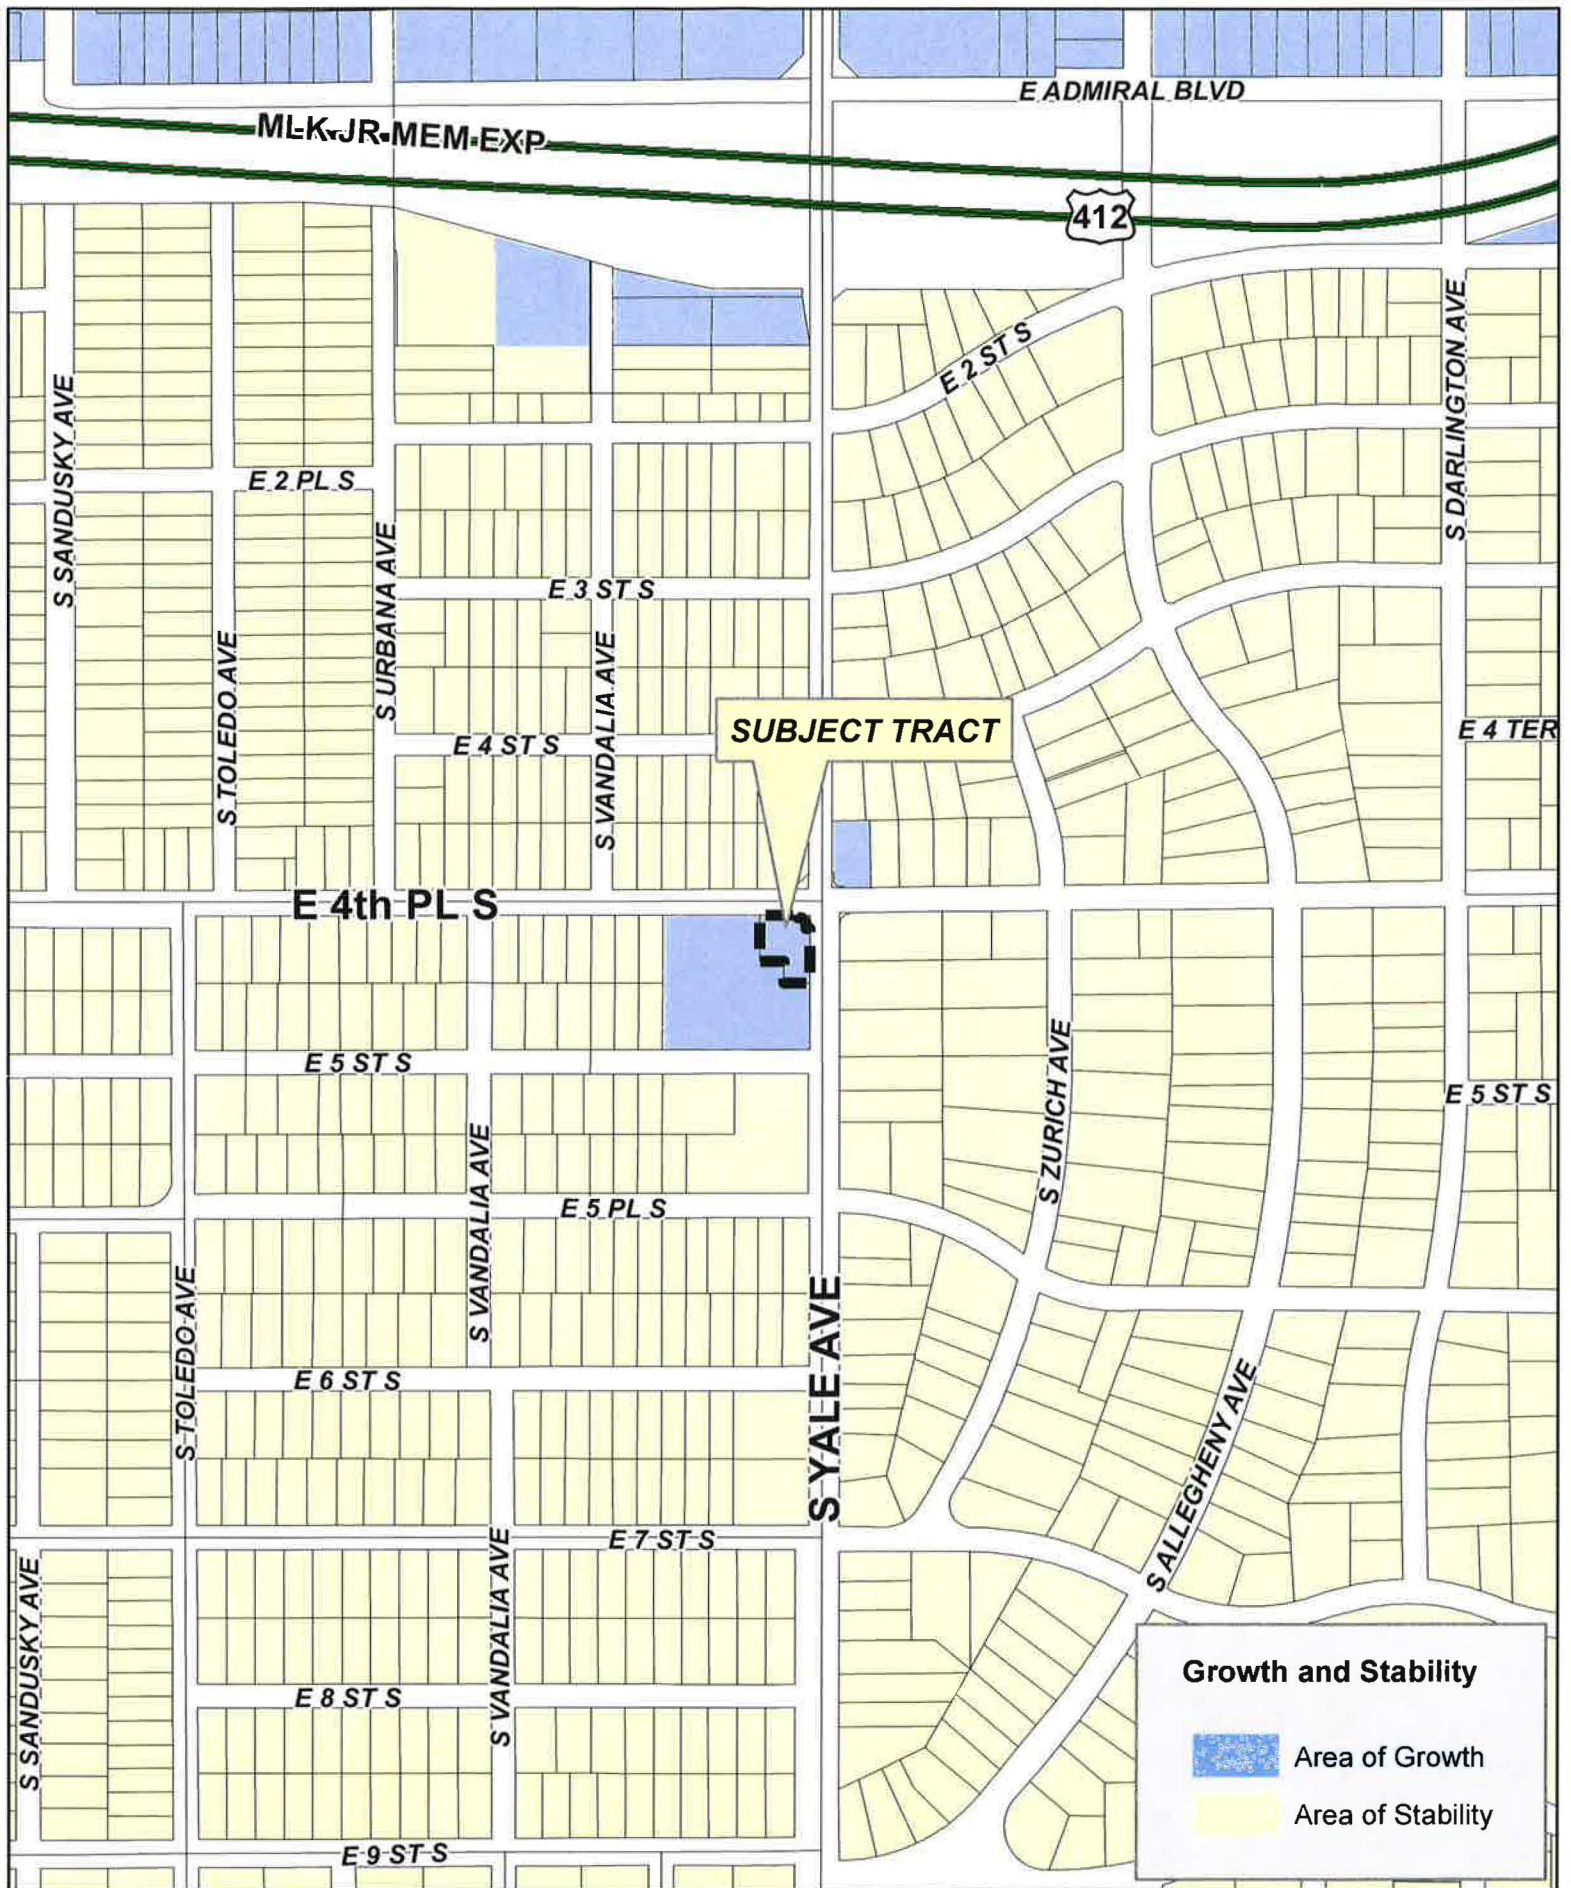 E ADMIRAL BLVD
MLK JR MEM EXP
412
E 2 ST S
S DARLINGTON AVE
S SANDUSKY AVE
E 2 PL S
S URBANA AVE
E 3 ST S
S TOLEDO AVE
S VANDALIA AVE
SUBJECT TRACT
E 4 ST S
E 4 TER
E 4th PL S
E 5 ST S
S ZURICH AVE
E 5 ST S
S VANDALIA AVE
E 5 PL S
S TOLEDO AVE
S YALE AVE
E 6 ST S
S ALLEGHENY AVE
E 7 ST S
S SANDUSKY AVE
S VANDALIA AVE
E 8 ST S
E 9 ST S
Growth and Stability
Area of Growth
Area of Stability